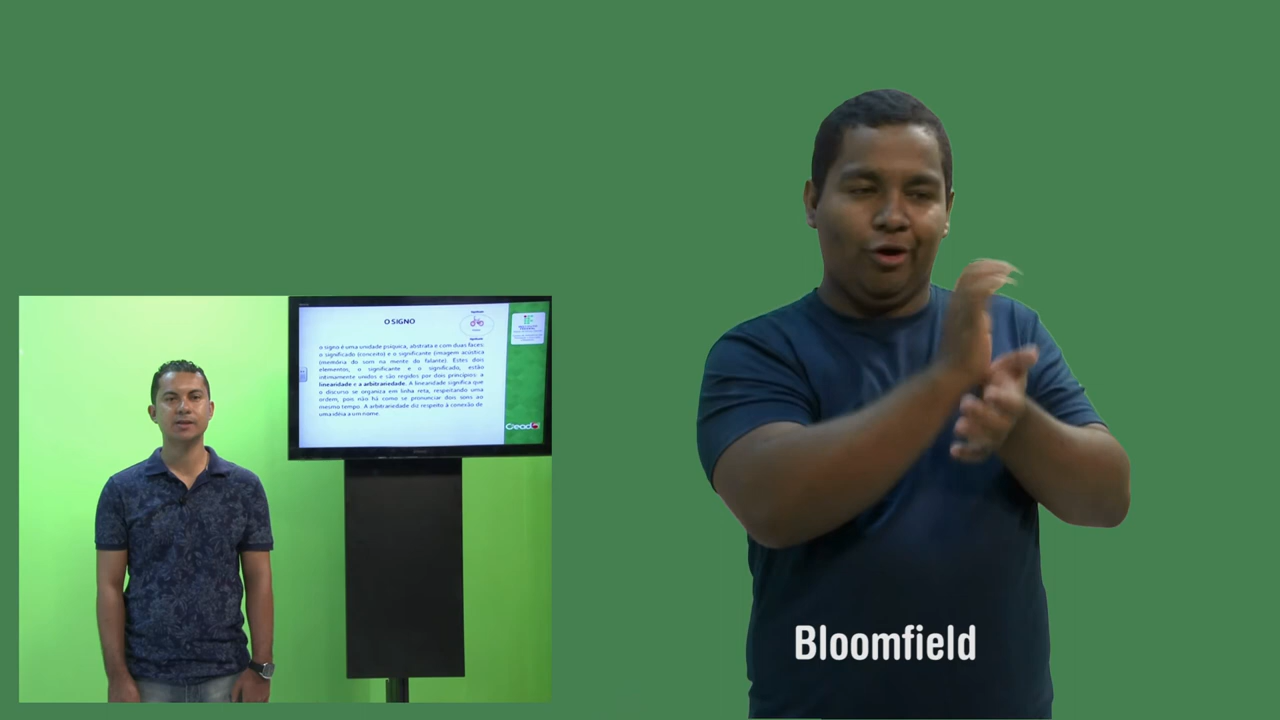 O SIGNO
o signo é uma unidade psíquica, abstrata e com duas faces:
o significado (conceito) e o significante (imagem acústica
(memória do som na mente do falante). Estes dois
elementos, o significante e o significado, estão
intimamente unidos e são regidos por dois princípios: a
linearidade e a arbitrariedade. A linearidade significa que
o discurso se organiza em linha reta, respeitando uma
ordem, pois não há como se pronunciar dois sons ao
mesmo tempo. A arbitrariedade diz respeito à conexão de
uma idéia a um nome.
Cead
Bloomfield